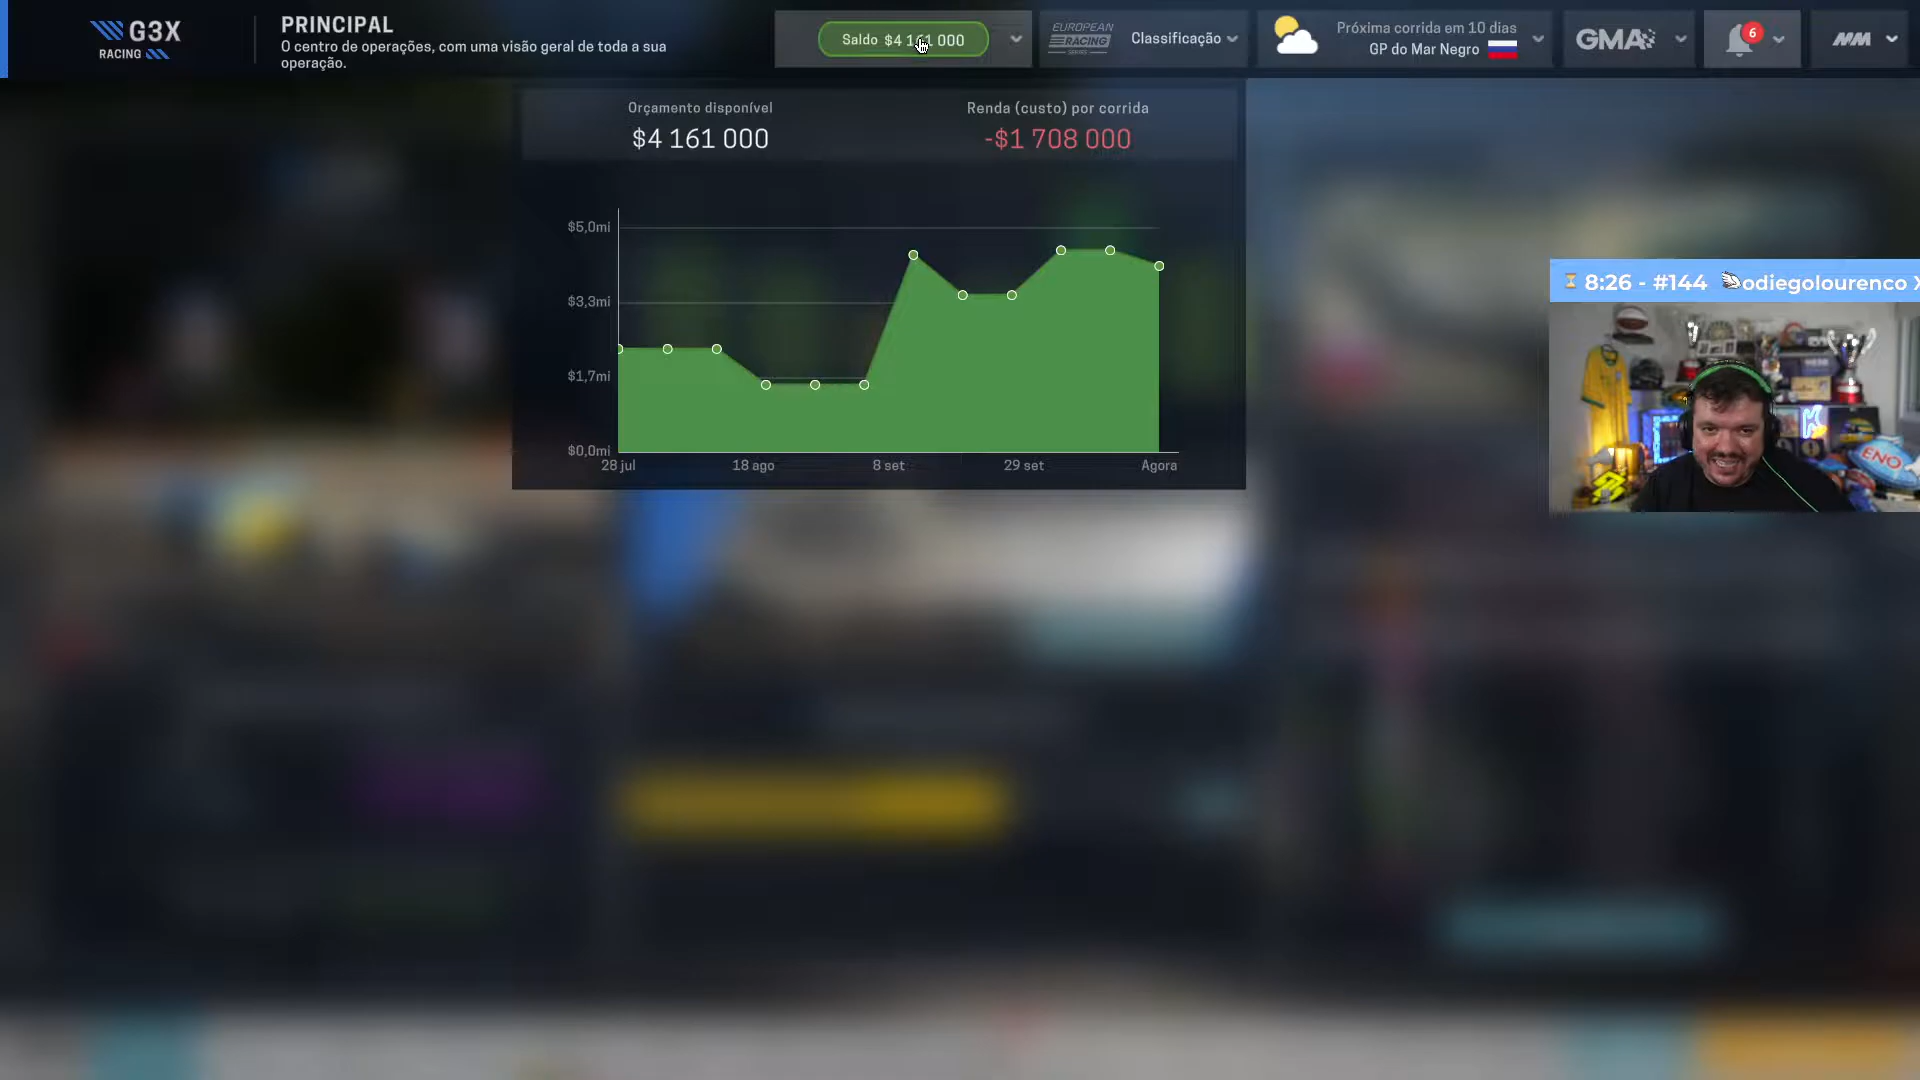 G3X
RACING
PRINCIPAL
O centro de operações, com uma visão geral de toda a sua
operação.
Saldo $4 161 000
EUROPEAN
RACING
SERIES
Classificação
Próxima corrida em 10 dias
GP do Mar Negro
GMA
6
Orçamento disponível
$4 161 000
Renda (custo) por corrida
-$1 708 000
$5,0mi
$3,3mi
$1,7mi
$0,0mi
28 jul
18 ago
8 set
29 set
Agora
8:26 - #144
odiegolourenco X
ENO